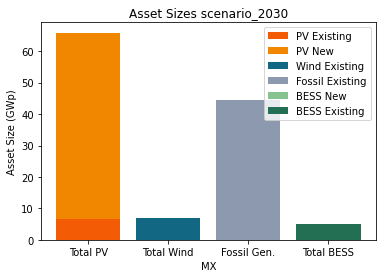 Asset Sizes scenario_2030
PV Existing
PV New
Wind Existing
Fossil Existing
BESS New
BESS Existing
Asset Size (GWp)
60
50
40
30
20
10
0
Total PV
Total Wind
Fossil Gen.
Total BESS
MX